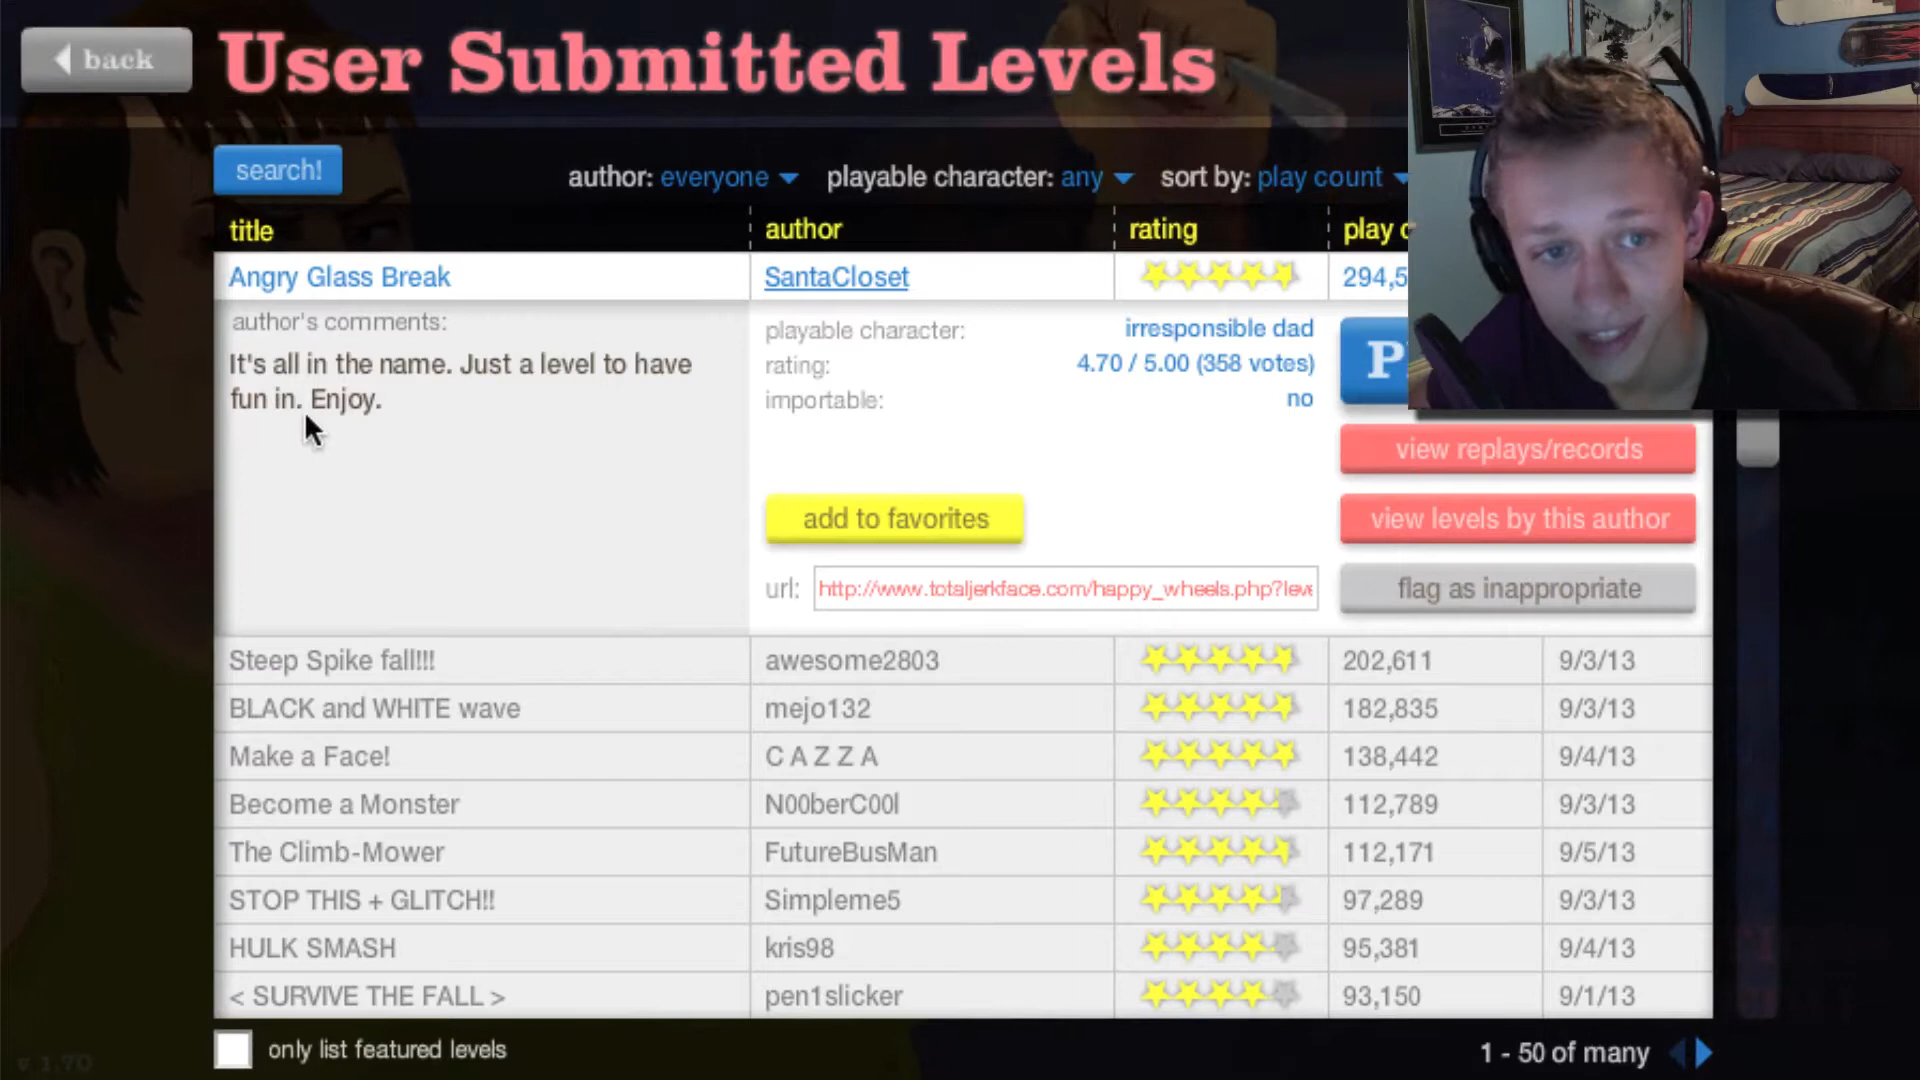 back
User Submitted Levels
search!
author: everyone
playable character: any
sort by: play count
title
author
rating
play
Angry Glass Break
SantaCloset
294,5
author's comments:
It's all in the name. Just a level to have
fun in. Enjoy.
playable character:
irresponsible dad
rating:
4.70 / 5.00 (358 votes)
importable:
no
view replays/records
add to favorites
view levels by this author
url:
http://www.totaljerkface.com/happy_wheels.php?leve
flag as inappropriate
Steep Spike fall!!! awesome2803 202,611 9/3/13
BLACK and WHITE wave mejo132 182,835 9/3/13
Make a Face! C A Z Z A 138,442 9/4/13
Become a Monster N00berC00l 112,789 9/3/13
The Climb-Mower FutureBusMan 112,171 9/5/13
STOP THIS + GLITCH!! Simpleme5 97,289 9/3/13
HULK SMASH kris98 95,381 9/4/13
< SURVIVE THE FALL > pen1slicker 93,150 9/1/13
only list featured levels
1 - 50 of many
v 1.70